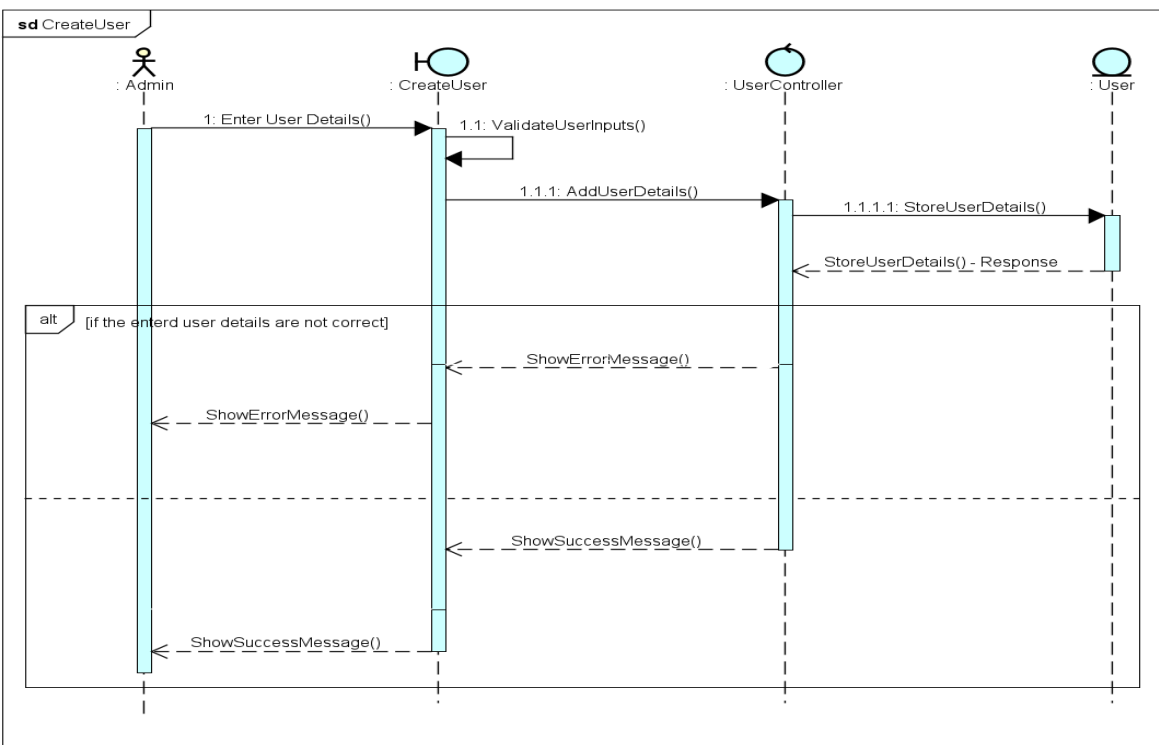 sd CreateUser
: Admin
: CreateUser
: UserController
: User
1: Enter User Details()
1.1: ValidateUserInputs()
1.1.1: AddUserDetails()
1.1.1.1: StoreUserDetails()
StoreUserDetails() - Response
alt
[if the enterd user details are not correct]
ShowErrorMessage()
ShowErrorMessage()
ShowSuccessMessage()
ShowSuccessMessage()